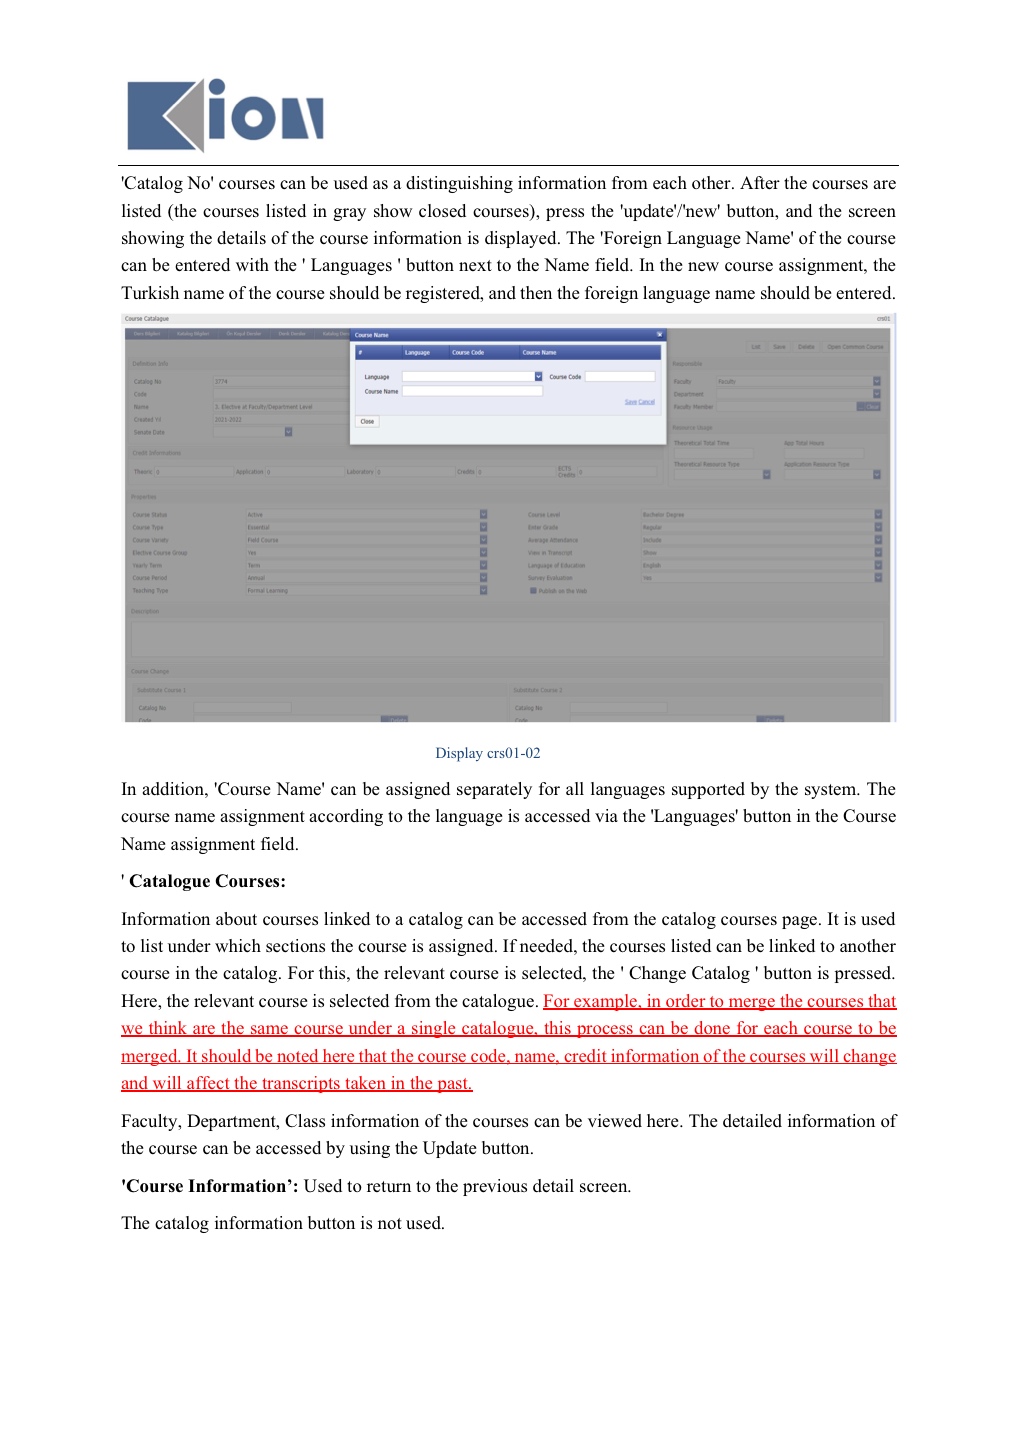 Kion
'Catalog No' courses can be used as a distinguishing information from each other. After the courses are
listed (the courses listed in gray show closed courses), press the 'update'/'new' button, and the screen
showing the details of the course information is displayed. The 'Foreign Language Name' of the course
can be entered with the ' Languages ' button next to the Name field. In the new course assignment, the
Turkish name of the course should be registered, and then the foreign language name should be entered.
Course Catalogue crs01
Course Name
# Language Course Code Course Name
Language Course Code
Course Name
Save Cancel
Close
List Save Delete Open Common Course
Definition Info
Catalog No 3774
Code
Name 3. Elective at Faculty/Department Level
Created Yıl 2021-2022
Senate Date
Responsible
Faculty Faculty
Department
Faculty Member
Resource Usage
Theoretical Total Time App Total Hours
Theoretical Resource Type Application Resource Type
Credit Informations
Theory 0 Application 0 Laboratory 0 Credits 0 ECTS Credits 0
Properties
Course Status Active Course Level Bachelor Degree
Course Type Essential Enter Grade Regular
Course Variety Field Course Average Attendance Include
Elective Course Group Yes View in Transcript Show
Yearly Term Term Language of Education English
Course Period Annual Survey Evaluation Yes
Teaching Type Formal Learning Publish on the Web
Description
Course Change
Substitute Course 1 Substitute Course 2
Catalog No Catalog No
Code Code
Display crs01-02
In addition, 'Course Name' can be assigned separately for all languages supported by the system. The
course name assignment according to the language is accessed via the 'Languages' button in the Course
Name assignment field.
' Catalogue Courses:
Information about courses linked to a catalog can be accessed from the catalog courses page. It is used
to list under which sections the course is assigned. If needed, the courses listed can be linked to another
course in the catalog. For this, the relevant course is selected, the ' Change Catalog ' button is pressed.
Here, the relevant course is selected from the catalogue. For example, in order to merge the courses that
we think are the same course under a single catalogue, this process can be done for each course to be
merged. It should be noted here that the course code, name, credit information of the courses will change
and will affect the transcripts taken in the past.
Faculty, Department, Class information of the courses can be viewed here. The detailed information of
the course can be accessed by using the Update button.
'Course Information’: Used to return to the previous detail screen.
The catalog information button is not used.